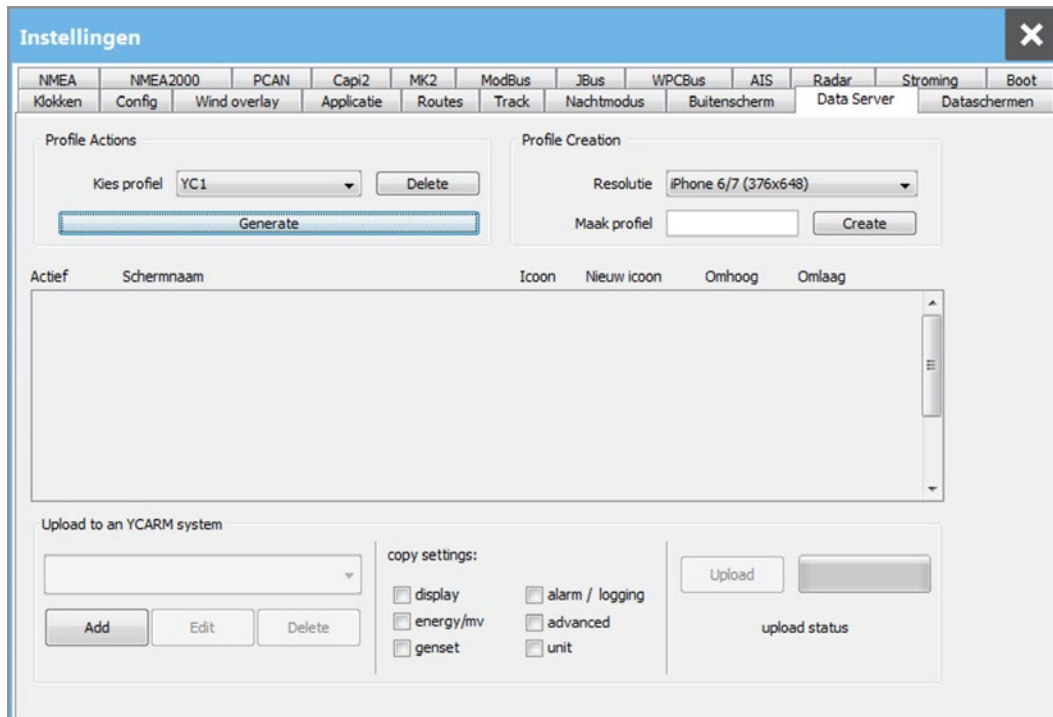 Instellingen
NMEA NMEA2000 PCAN Capi2 MK2 ModBus JBus WPCBus AIS Radar Stroming Boot
Klokken Config Wind overlay Applicatie Routes Track Nachtmodus Buitenscherm Data Server Dataschermen
Profile Actions Profile Creation
Kies profiel YC1 Delete Resolutie iPhone 6/7 (376x648)
Generate Maak profiel Create
Actief Schermnaam Icoon Nieuw icoon Omhoog Omlaag
Upload to an YCARM system
copy settings:
display alarm / logging Upload
Add Edit Delete energy/mv advanced upload status
genset unit